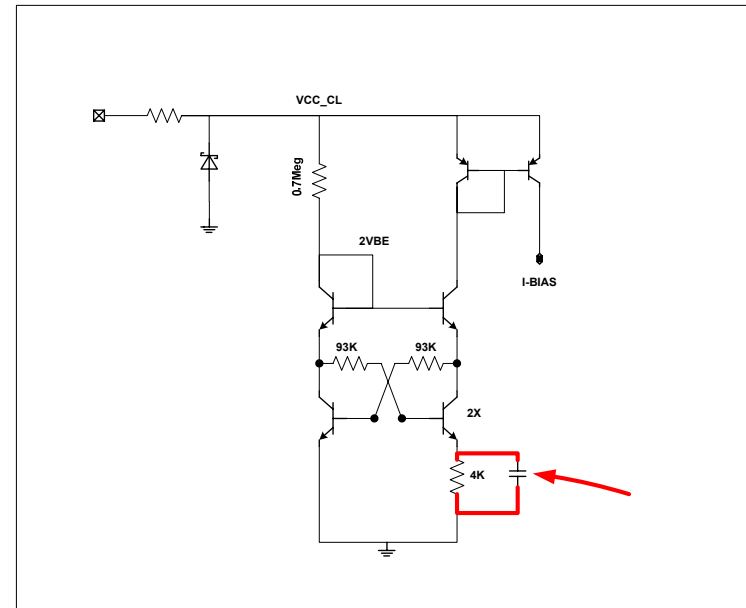 VCC_CL
0.7Meg
2VBE
I-BIAS
93K
93K
2X
4K